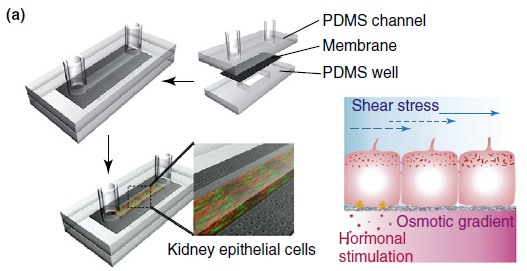 (a)
PDMS channel
Membrane
PDMS well
Kidney epithelial cells
Shear stress
Osmotic gradient
Hormonal
stimulation